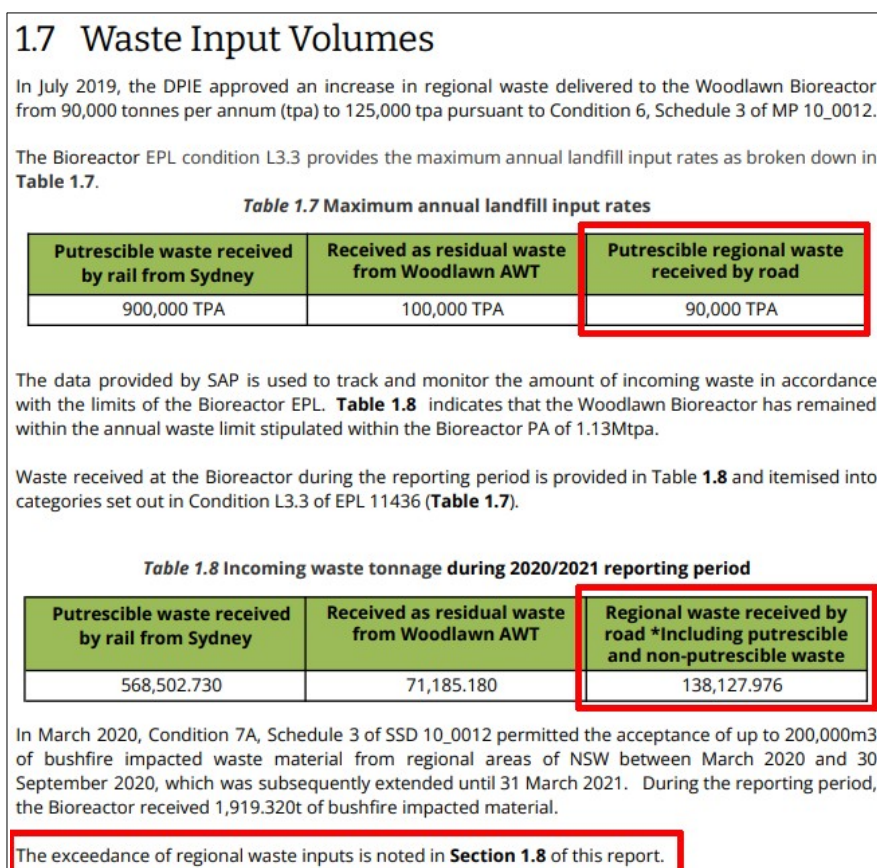 1.7 Waste Input Volumes
In July 2019, the DPIE approved an increase in regional waste delivered to the Woodlawn Bioreactor
from 90,000 tonnes per annum (tpa) to 125,000 tpa pursuant to Condition 6, Schedule 3 of MP 10_0012.
The Bioreactor EPL condition L3.3 provides the maximum annual landfill input rates as broken down in
Table 1.7.
Table 1.7 Maximum annual landfill input rates
Putrescible waste received by rail from Sydney
Received as residual waste from Woodlawn AWT
Putrescible regional waste received by road
900,000 TPA
100,000 TPA
90,000 TPA
The data provided by SAP is used to track and monitor the amount of incoming waste in accordance
with the limits of the Bioreactor EPL. Table 1.8 indicates that the Woodlawn Bioreactor has remained
within the annual waste limit stipulated within the Bioreactor PA of 1.13Mtpa.
Waste received at the Bioreactor during the reporting period is provided in Table 1.8 and itemised into
categories set out in Condition L3.3 of EPL 11436 (Table 1.7).
Table 1.8 Incoming waste tonnage during 2020/2021 reporting period
Putrescible waste received
by rail from Sydney
Received as residual waste
from Woodlawn AWT
Regional waste received by
road *Including putrescible
and non-putrescible waste
568,502.730
71,185.180
138,127.976
In March 2020, Condition 7A, Schedule 3 of SSD 10_0012 permitted the acceptance of up to 200,000m3
of bushfire impacted waste material from regional areas of NSW between March 2020 and 30
September 2020, which was subsequently extended until 31 March 2021. During the reporting period,
the Bioreactor received 1,919.320t of bushfire impacted material.
The exceedance of regional waste inputs is noted in Section 1.8 of this report.